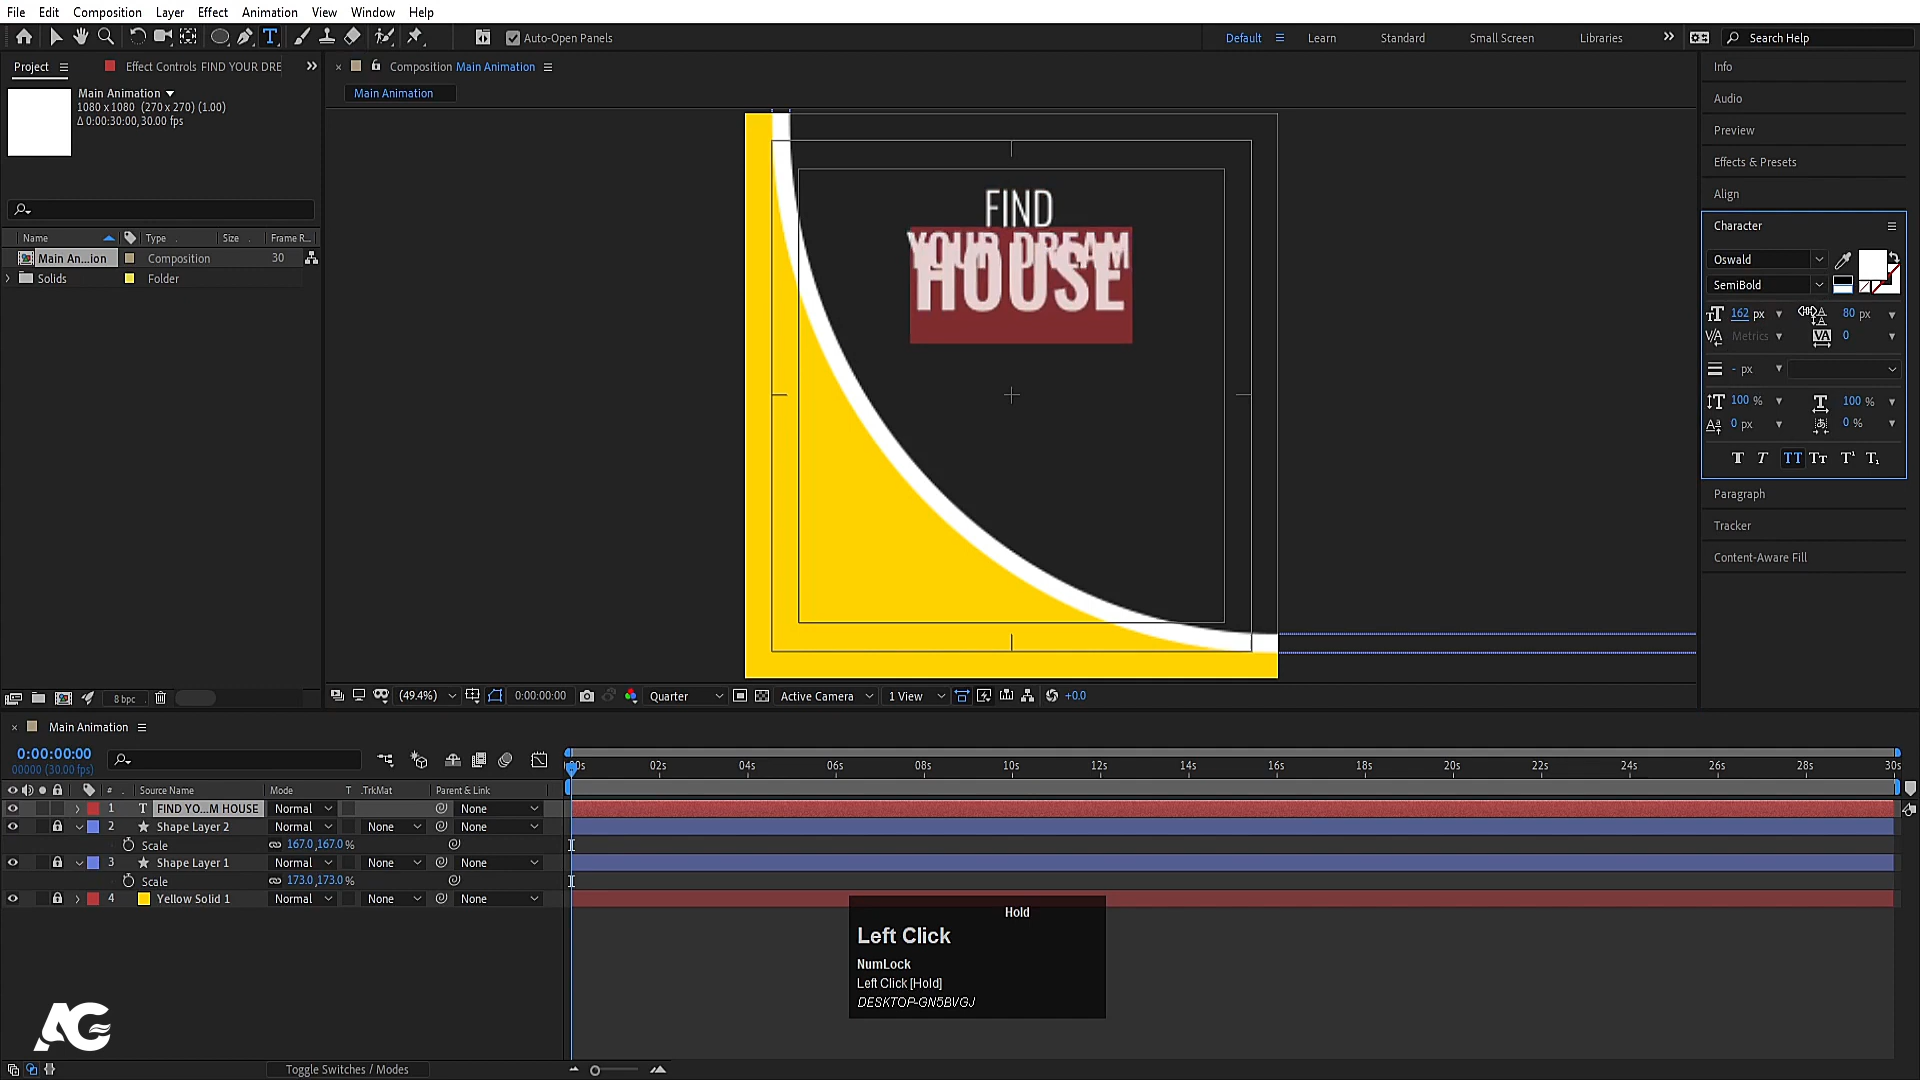 File Edit Composition Layer Effect Animation View Window Help
Auto-Open Panels Default Learn Standard Small Screen Libraries Search Help
Project Effect Controls FIND YOUR DRE Composition Main Animation Info
Main Animation
1080 x 1080 (270 x 270) (1.00)
Δ 0:00:30:00, 30.00 fps
Main Animation
Audio
Preview
Effects & Presets
Align
Character
Oswald
SemiBold
162 px 80 px
Metrics 0
- px
100 % 100 %
0 px 0 %
Paragraph
Tracker
Content-Aware Fill
Name Type Size Frame R...
Main An...ion Composition 30
Solids Folder
FIND
YOUR DREAM
HOUSE
8 bpc
(49.4%) 0:00:00:00 Quarter Active Camera 1 View +0.0
Main Animation
0:00:00:00
00000 (30.00 fps)
02s 04s 06s 08s 10s 12s 14s 16s 18s 20s 22s 24s 26s 28s 30s
# Source Name Mode T .TrkMat Parent & Link
1 T FIND YO...M HOUSE Normal None
2 Shape Layer 2 Normal None None
Scale 167.0,167.0%
3 Shape Layer 1 Normal None None
Scale 173.0,173.0%
4 Yellow Solid 1 Normal None None
Hold
Left Click
NumLock
Left Click [Hold]
DESKTOP-GN5BVGJ
AG
Toggle Switches / Modes